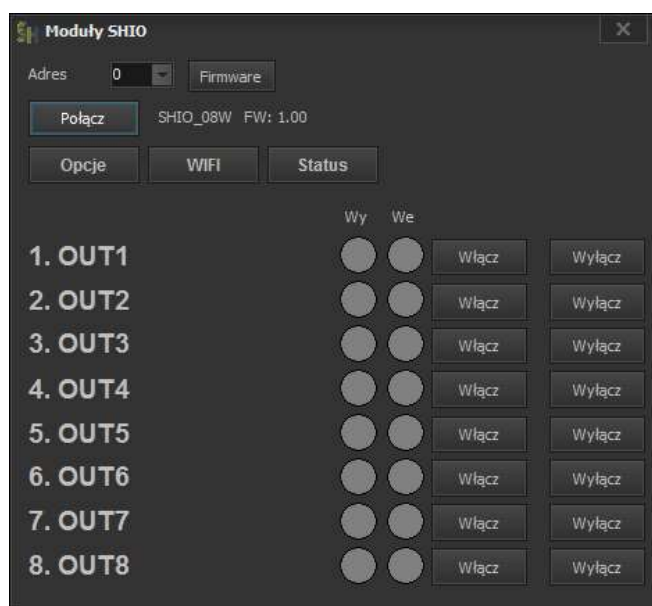 Moduły SHIO
Adres 0 Firmware
Połącz SHIO_08W FW: 1.00
Opcje WIFI Status
Wy We
1. OUT1 Włącz Wyłącz
2. OUT2 Włącz Wyłącz
3. OUT3 Włącz Wyłącz
4. OUT4 Włącz Wyłącz
5. OUT5 Włącz Wyłącz
6. OUT6 Włącz Wyłącz
7. OUT7 Włącz Wyłącz
8. OUT8 Włącz Wyłącz